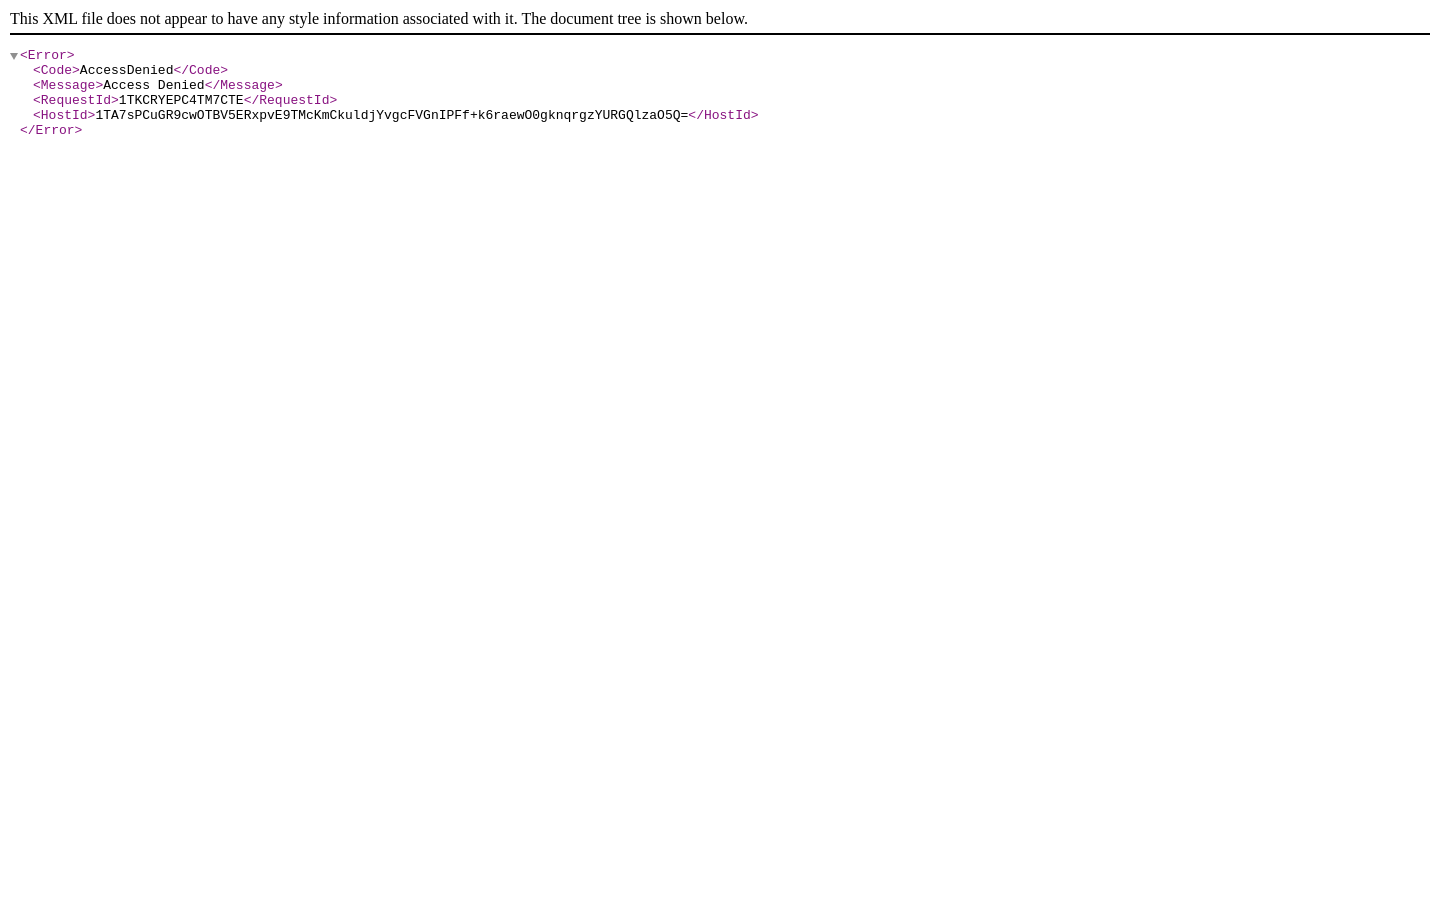 This XML file does not appear to have any style information associated with it. The document tree is shown below.
<Error>
<Code>AccessDenied</Code>
<Message>Access Denied</Message>
<RequestId>1TKCRYEPC4TM7CTE</RequestId>
<HostId>1TA7sPCuGR9cwOTBV5ERxpvE9TMcKmCkuldjYvgcFVGnIPFf+k6raewO0gknqrgzYURGQlzaO5Q=</HostId>
</Error>